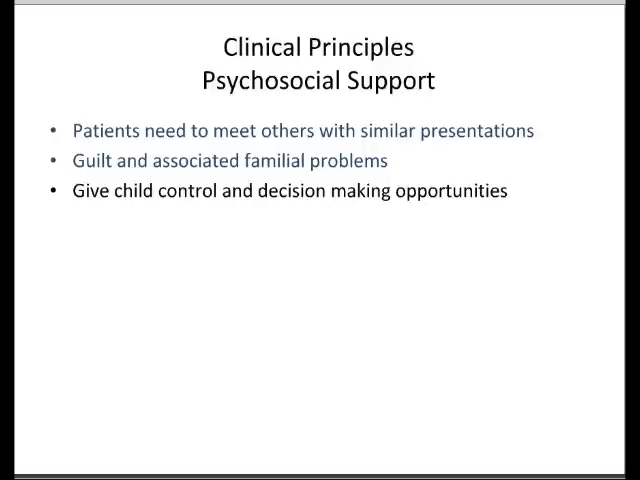 Clinical Principles
Psychosocial Support
• Patients need to meet others with similar presentations
• Guilt and associated familial problems
• Give child control and decision making opportunities